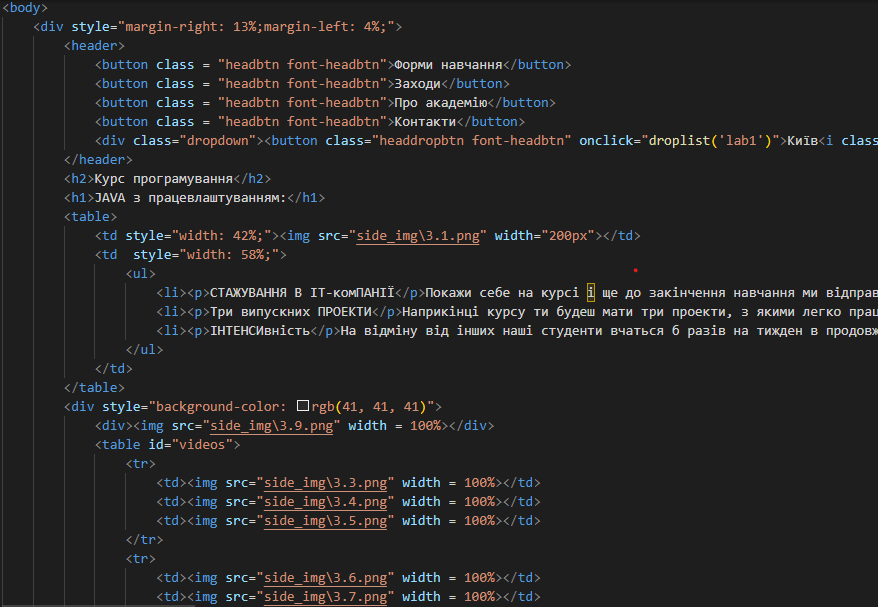 <body>
<div style="margin-right: 13%;margin-left: 4%;">
<header>
<button class = "headbtn font-headbtn">Форми навчання</button>
<button class = "headbtn font-headbtn">Заходи</button>
<button class = "headbtn font-headbtn">Про академію</button>
<button class = "headbtn font-headbtn">Контакти</button>
<div class="dropdown"><button class="headdropbtn font-headbtn" onclick="droplist('lab1')">Київ<i class
</header>
<h2>Курс програмування</h2>
<h1>JAVA з працевлаштуванням:</h1>
<table>
<td style="width: 42%;"><img src="side_img\3.1.png" width="200px"></td>
<td  style="width: 58%;">
<ul>
<li><p>СТАЖУВАННЯ В ІТ-комПАНІЇ</p>Покажи себе на курсі і ще до закінчення навчання ми відправ
<li><p>Три випускних ПРОЕКТИ</p>Наприкінці курсу ти будеш мати три проекти, з якими легко прац
<li><p>ІНТЕНСИвність</p>На відміну від інших наші студенти вчаться 6 разів на тижден в продовж
</ul>
</td>
</table>
<div style="background-color: rgb(41, 41, 41)">
<div><img src="side_img\3.9.png" width = 100%></div>
<table id="videos">
<tr>
<td><img src="side_img\3.3.png" width = 100%></td>
<td><img src="side_img\3.4.png" width = 100%></td>
<td><img src="side_img\3.5.png" width = 100%></td>
</tr>
<tr>
<td><img src="side_img\3.6.png" width = 100%></td>
<td><img src="side_img\3.7.png" width = 100%></td>